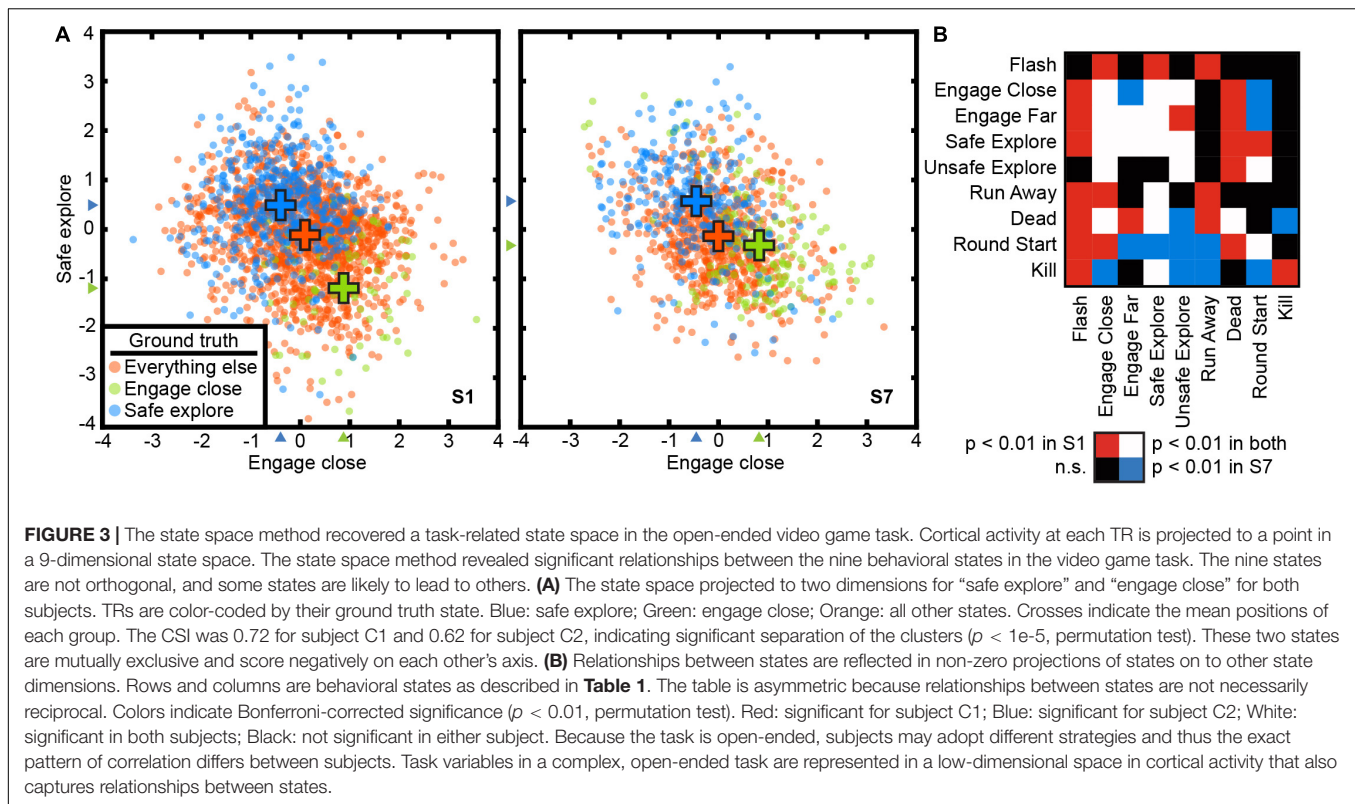 A
B
4
3
2
1
0
-1
-2
-3
-4
Safe explore
Ground truth
Everything else
Engage close
Safe explore
S1
-4 -2 0 2 4
Engage close
S7
-4 -3 -2 -1 0 1 2 3 4
Engage close
Flash
Engage Close
Engage Far
Safe Explore
Unsafe Explore
Run Away
Dead
Round Start
Kill
Flash
Engage Close
Engage Far
Safe Explore
Unsafe Explore
Run Away
Dead
Round Start
Kill
p < 0.01 in S1 p < 0.01 in both
n.s. p < 0.01 in S7
FIGURE 3 | The state space method recovered a task-related state space in the open-ended video game task. Cortical activity at each TR is projected to a point in
a 9-dimensional state space. The state space method revealed significant relationships between the nine behavioral states in the video game task. The nine states
are not orthogonal, and some states are likely to lead to others. (A) The state space projected to two dimensions for “safe explore” and “engage close” for both
subjects. TRs are color-coded by their ground truth state. Blue: safe explore; Green: engage close; Orange: all other states. Crosses indicate the mean positions of
each group. The CSI was 0.72 for subject C1 and 0.62 for subject C2, indicating significant separation of the clusters (p < 1e-5, permutation test). These two states
are mutually exclusive and score negatively on each other’s axis. (B) Relationships between states are reflected in non-zero projections of states on to other state
dimensions. Rows and columns are behavioral states as described in Table 1. The table is asymmetric because relationships between states are not necessarily
reciprocal. Colors indicate Bonferroni-corrected significance (p < 0.01, permutation test). Red: significant for subject C1; Blue: significant for subject C2; White:
significant in both subjects; Black: not significant in either subject. Because the task is open-ended, subjects may adopt different strategies and thus the exact
pattern of correlation differs between subjects. Task variables in a complex, open-ended task are represented in a low-dimensional space in cortical activity that also
captures relationships between states.